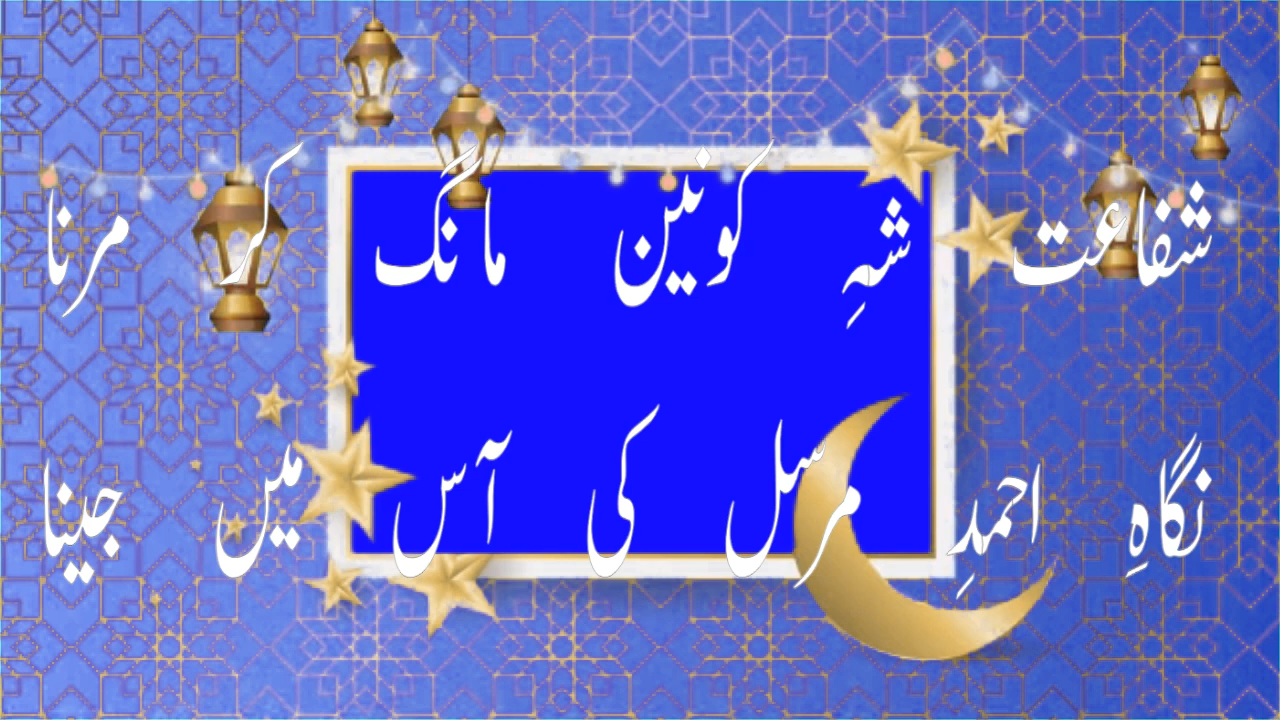 شفاعت شہِ کونین مانگ کر مرنا
نگاہِ احمدِ مرسل کی آس میں جینا